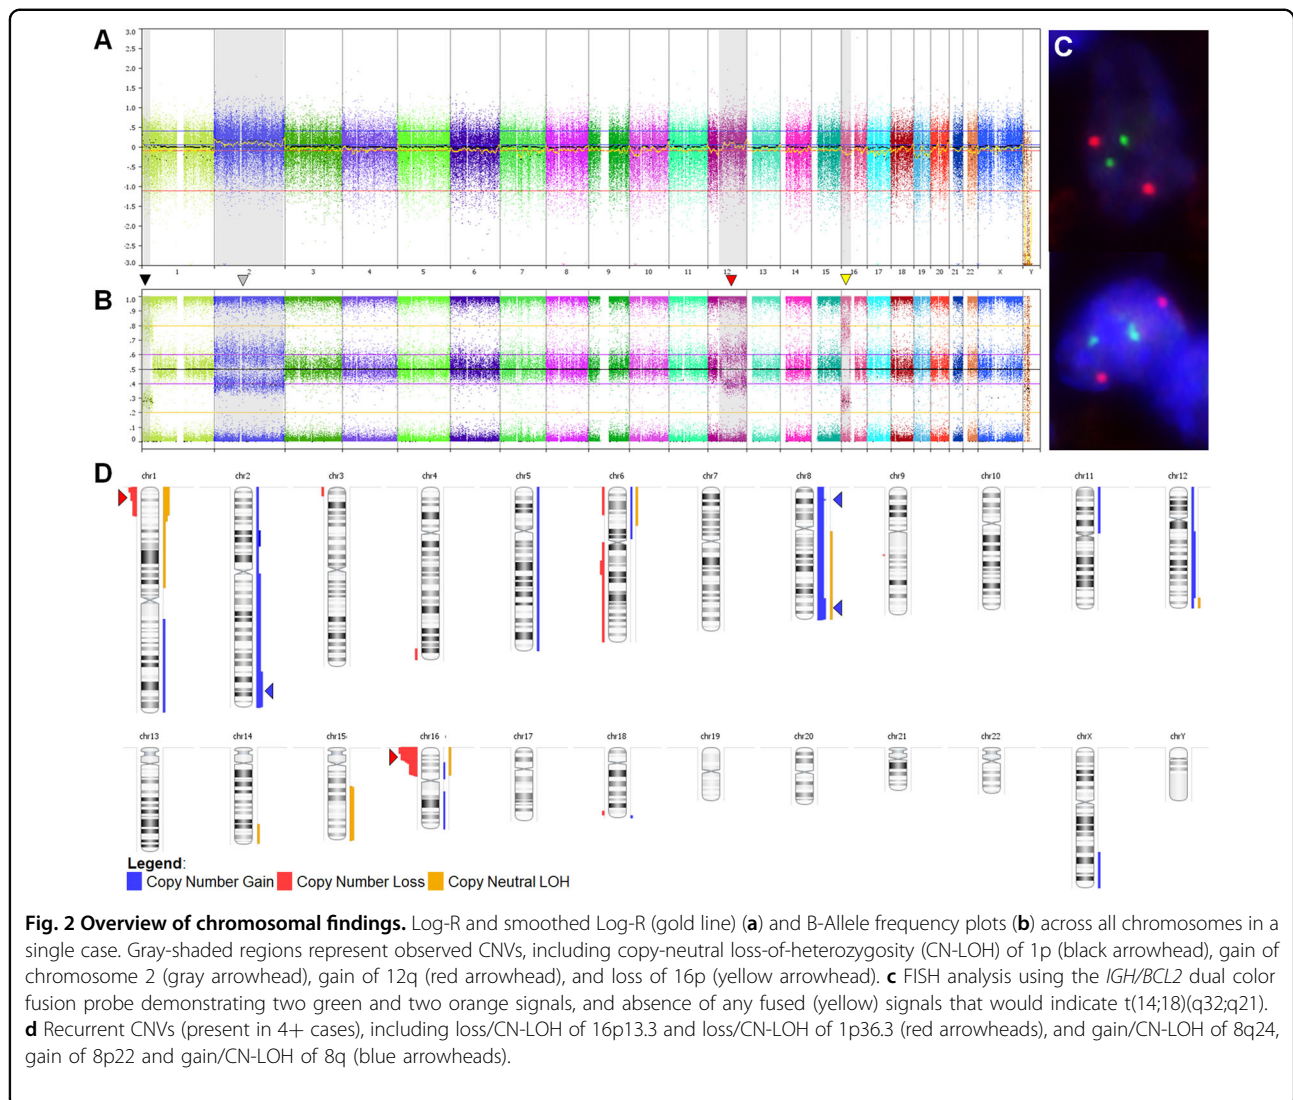 A
C
3.0
2.5
2.0
1.5
1.0
.5
0
-.5
-1.0
-1.5
-2.0
-2.5
-3.0
1 2 3 4 5 6 7 8 9 10 11 12 13 14 15 16 17 18 19 20 21 22 X Y
B
1.0
.9
.8
.7
.6
.5
.4
.3
.2
.1
0
D
chr1 chr2 chr3 chr4 chr5 chr6 chr7 chr8 chr9 chr10 chr11 chr12
chr13 chr14 chr15 chr16 chr17 chr18 chr19 chr20 chr21 chr22 chrX chrY
Legend:
Copy Number Gain Copy Number Loss Copy Neutral LOH
Fig. 2 Overview of chromosomal findings. Log-R and smoothed Log-R (gold line) (a) and B-Allele frequency plots (b) across all chromosomes in a
single case. Gray-shaded regions represent observed CNVs, including copy-neutral loss-of-heterozygosity (CN-LOH) of 1p (black arrowhead), gain of
chromosome 2 (gray arrowhead), gain of 12q (red arrowhead), and loss of 16p (yellow arrowhead). c FISH analysis using the IGH/BCL2 dual color
fusion probe demonstrating two green and two orange signals, and absence of any fused (yellow) signals that would indicate t(14;18)(q32;q21).
d Recurrent CNVs (present in 4+ cases), including loss/CN-LOH of 16p13.3 and loss/CN-LOH of 1p36.3 (red arrowheads), and gain/CN-LOH of 8q24,
gain of 8p22 and gain/CN-LOH of 8q (blue arrowheads).